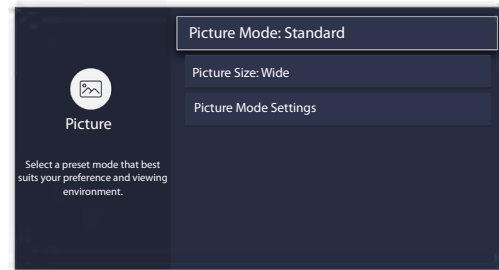 Picture Mode: Standard
Picture Size: Wide
Picture Mode Settings
Picture
Select a preset mode that best
suits your preference and viewing
environment.